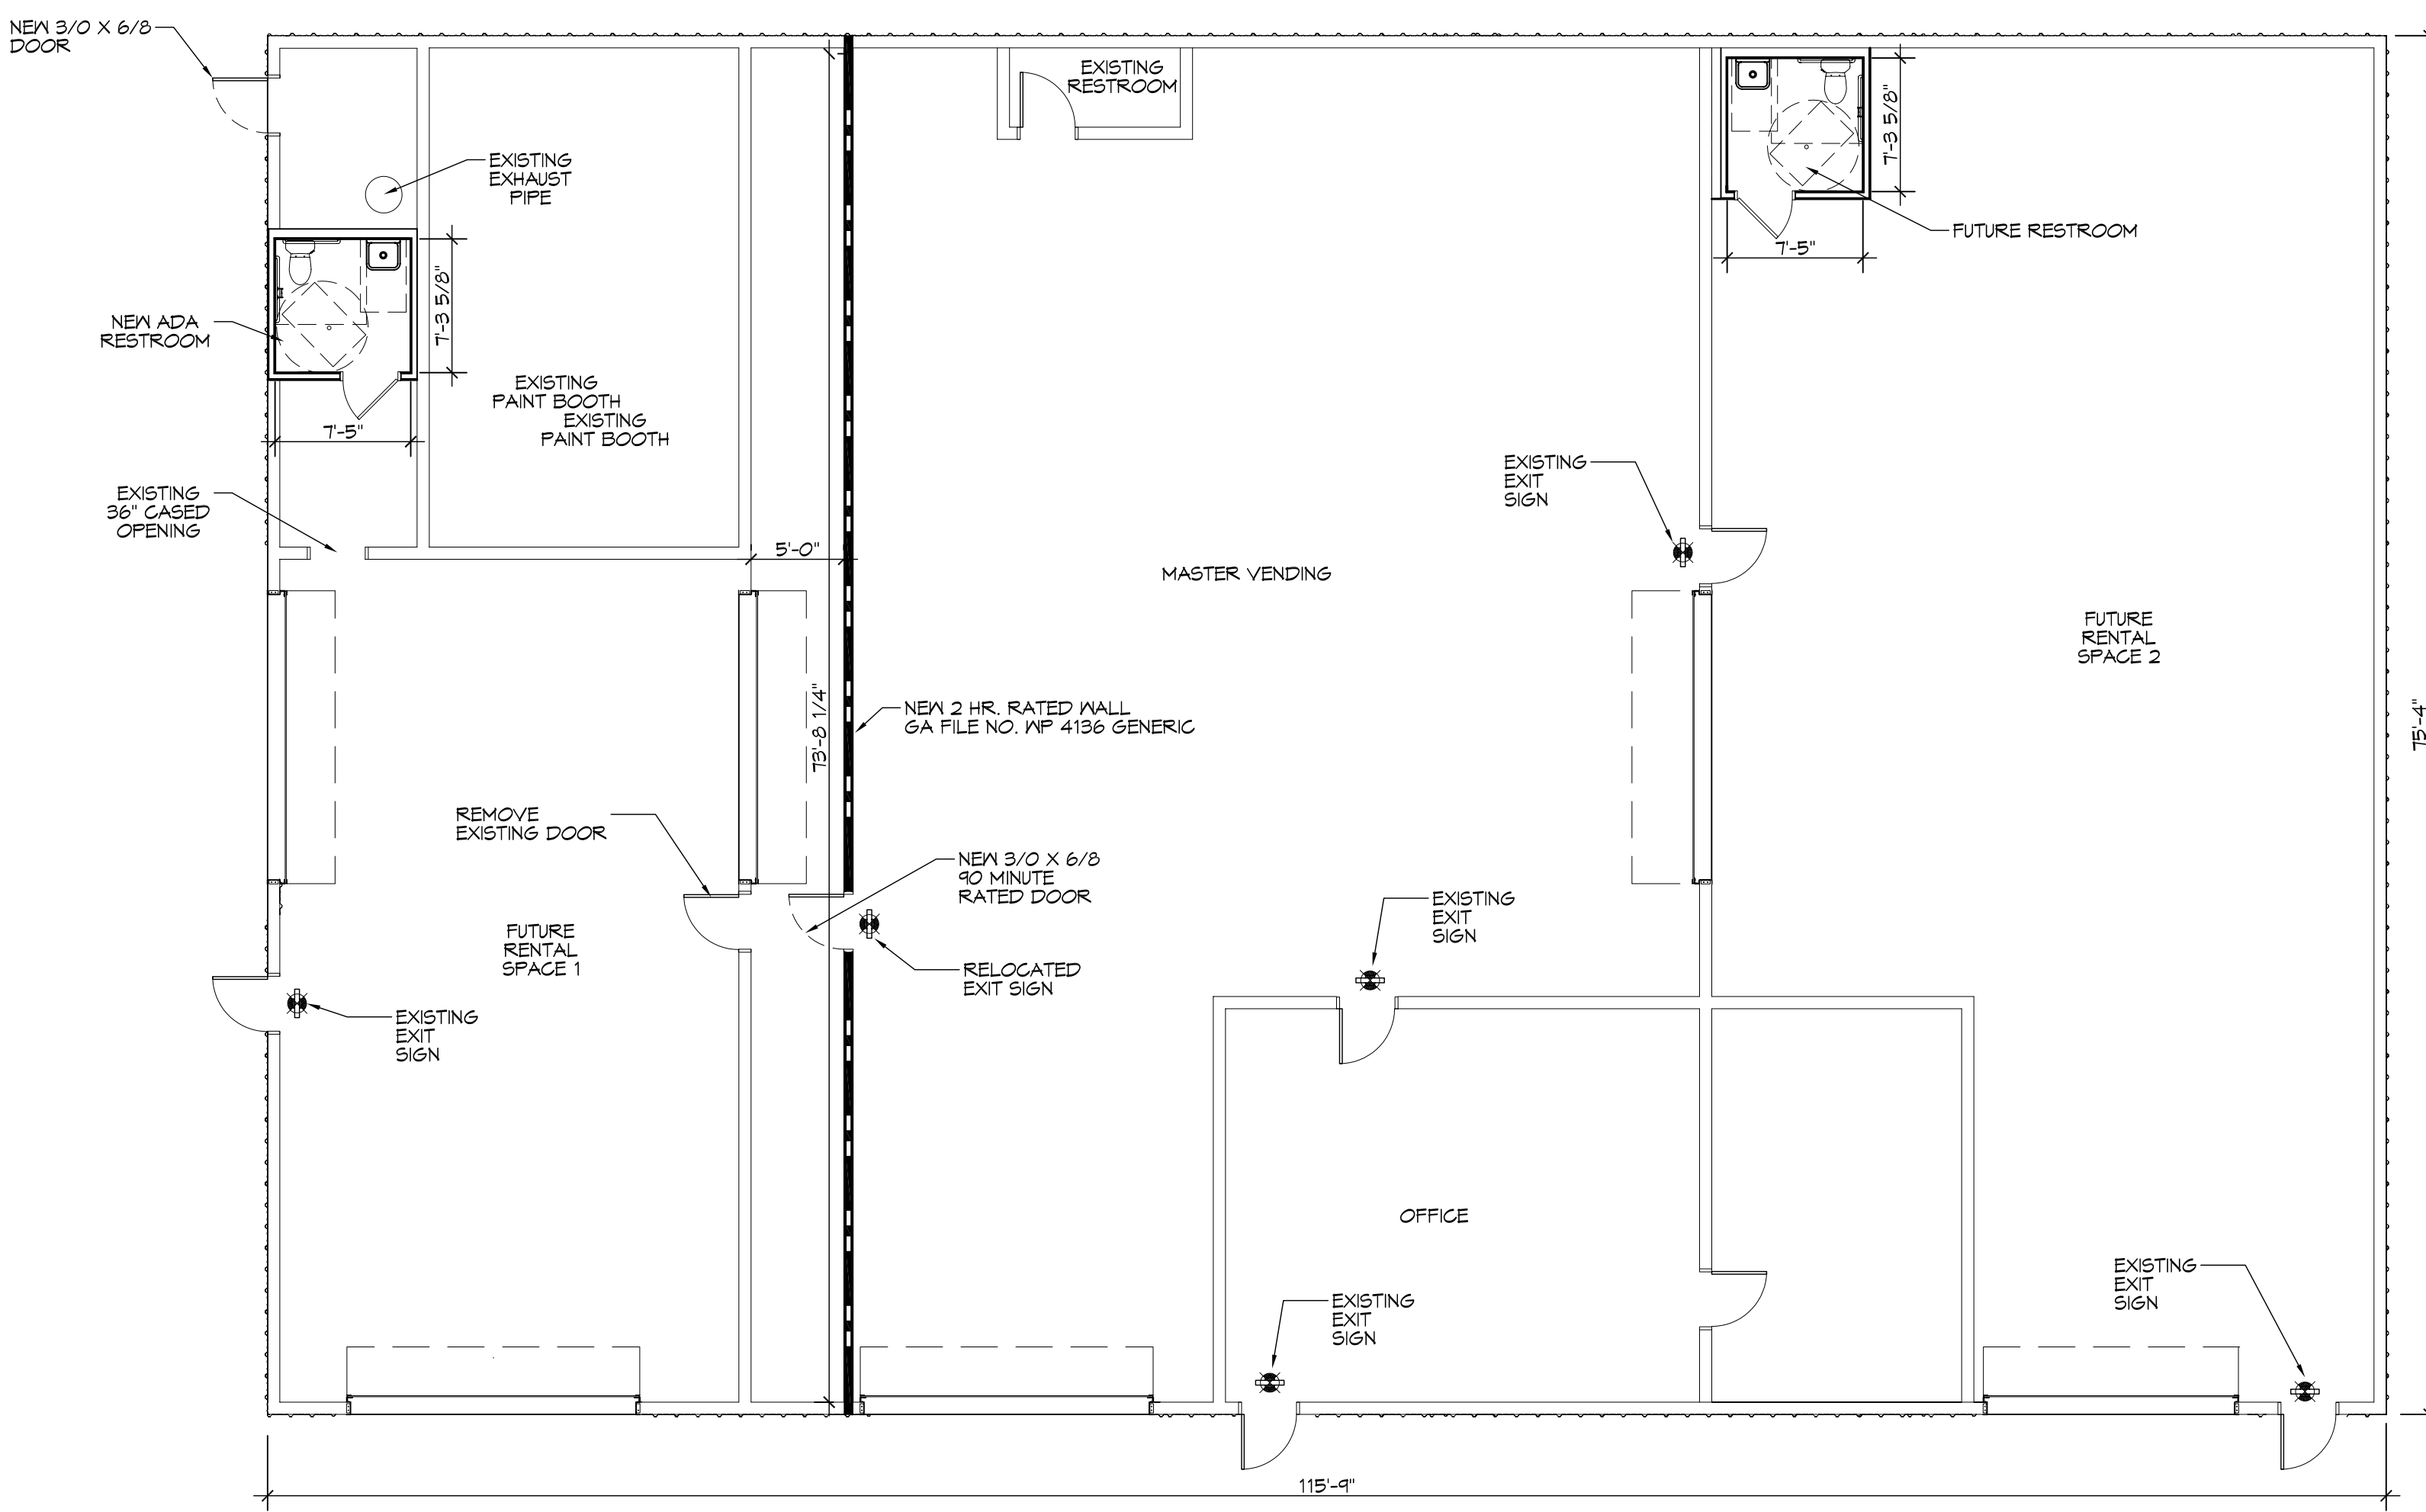 NEW 3/0 X 6/8
DOOR
EXISTING
RESTROOM
7'-3 5/8"
EXISTING
EXHAUST
PIPE
FUTURE RESTROOM
7'-5"
7'-3 5/8"
NEW ADA
RESTROOM
EXISTING
PAINT BOOTH
EXISTING
PAINT BOOTH
7'-5"
EXISTING
EXIT
SIGN
EXISTING
36" CASED
OPENING
5'-0"
MASTER VENDING
FUTURE
RENTAL
SPACE 2
NEW 2 HR. RATED WALL
GA FILE NO. WP 4136 GENERIC
73'-8 1/4"
75'-4"
REMOVE
EXISTING DOOR
NEW 3/0 X 6/8
90 MINUTE
RATED DOOR
EXISTING
EXIT
SIGN
FUTURE
RENTAL
SPACE 1
RELOCATED
EXIT SIGN
EXISTING
EXIT
SIGN
OFFICE
EXISTING
EXIT
SIGN
EXISTING
EXIT
SIGN
115'-9"